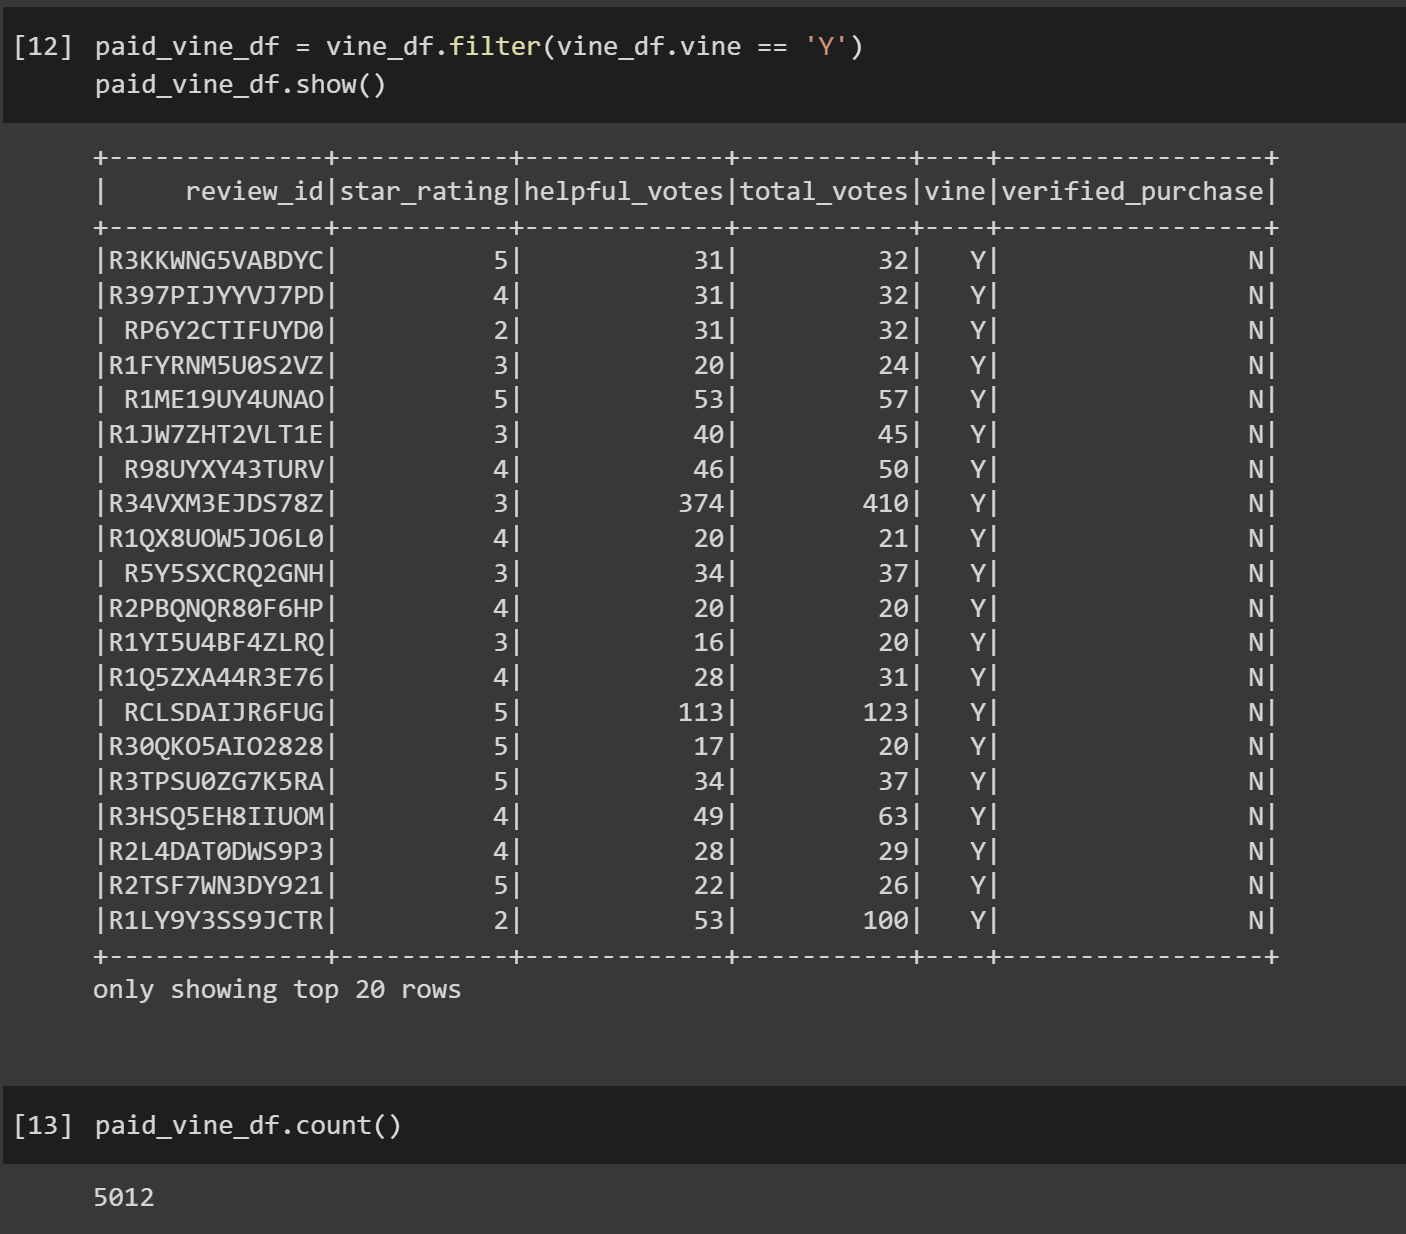 [12] paid_vine_df = vine_df.filter(vine_df.vine == 'Y')
paid_vine_df.show()
+--------------+-----------+-------------+-----------+----+-----------------+
|     review_id|star_rating|helpful_votes|total_votes|vine|verified_purchase|
+--------------+-----------+-------------+-----------+----+-----------------+
|R3KKWNG5VABDYC|          5|           31|         32|   Y|                N|
|R397PIJYYVJ7PD|          4|           31|         32|   Y|                N|
| RP6Y2CTIFUYD0|          2|           31|         32|   Y|                N|
|R1FYRNM5U0S2VZ|          3|           20|         24|   Y|                N|
| R1ME19UY4UNAO|          5|           53|         57|   Y|                N|
|R1JW7ZHT2VLT1E|          3|           40|         45|   Y|                N|
| R98UYXY43TURV|          4|           46|         50|   Y|                N|
|R34VXM3EJDS78Z|          3|          374|        410|   Y|                N|
|R1QX8UOW5JO6L0|          4|           20|         21|   Y|                N|
| R5Y5SXCRQ2GNH|          3|           34|         37|   Y|                N|
|R2PBQNQR80F6HP|          4|           20|         20|   Y|                N|
|R1YI5U4BF4ZLRQ|          3|           16|         20|   Y|                N|
|R1Q5ZXA44R3E76|          4|           28|         31|   Y|                N|
| RCLSDAIJR6FUG|          5|          113|        123|   Y|                N|
|R30QKO5AIO2828|          5|           17|         20|   Y|                N|
|R3TPSU0ZG7K5RA|          5|           34|         37|   Y|                N|
|R3HSQ5EH8IIUOM|          4|           49|         63|   Y|                N|
|R2L4DAT0DWS9P3|          4|           28|         29|   Y|                N|
|R2TSF7WN3DY921|          5|           22|         26|   Y|                N|
|R1LY9Y3SS9JCTR|          2|           53|        100|   Y|                N|
+--------------+-----------+-------------+-----------+----+-----------------+
only showing top 20 rows
[13] paid_vine_df.count()
5012